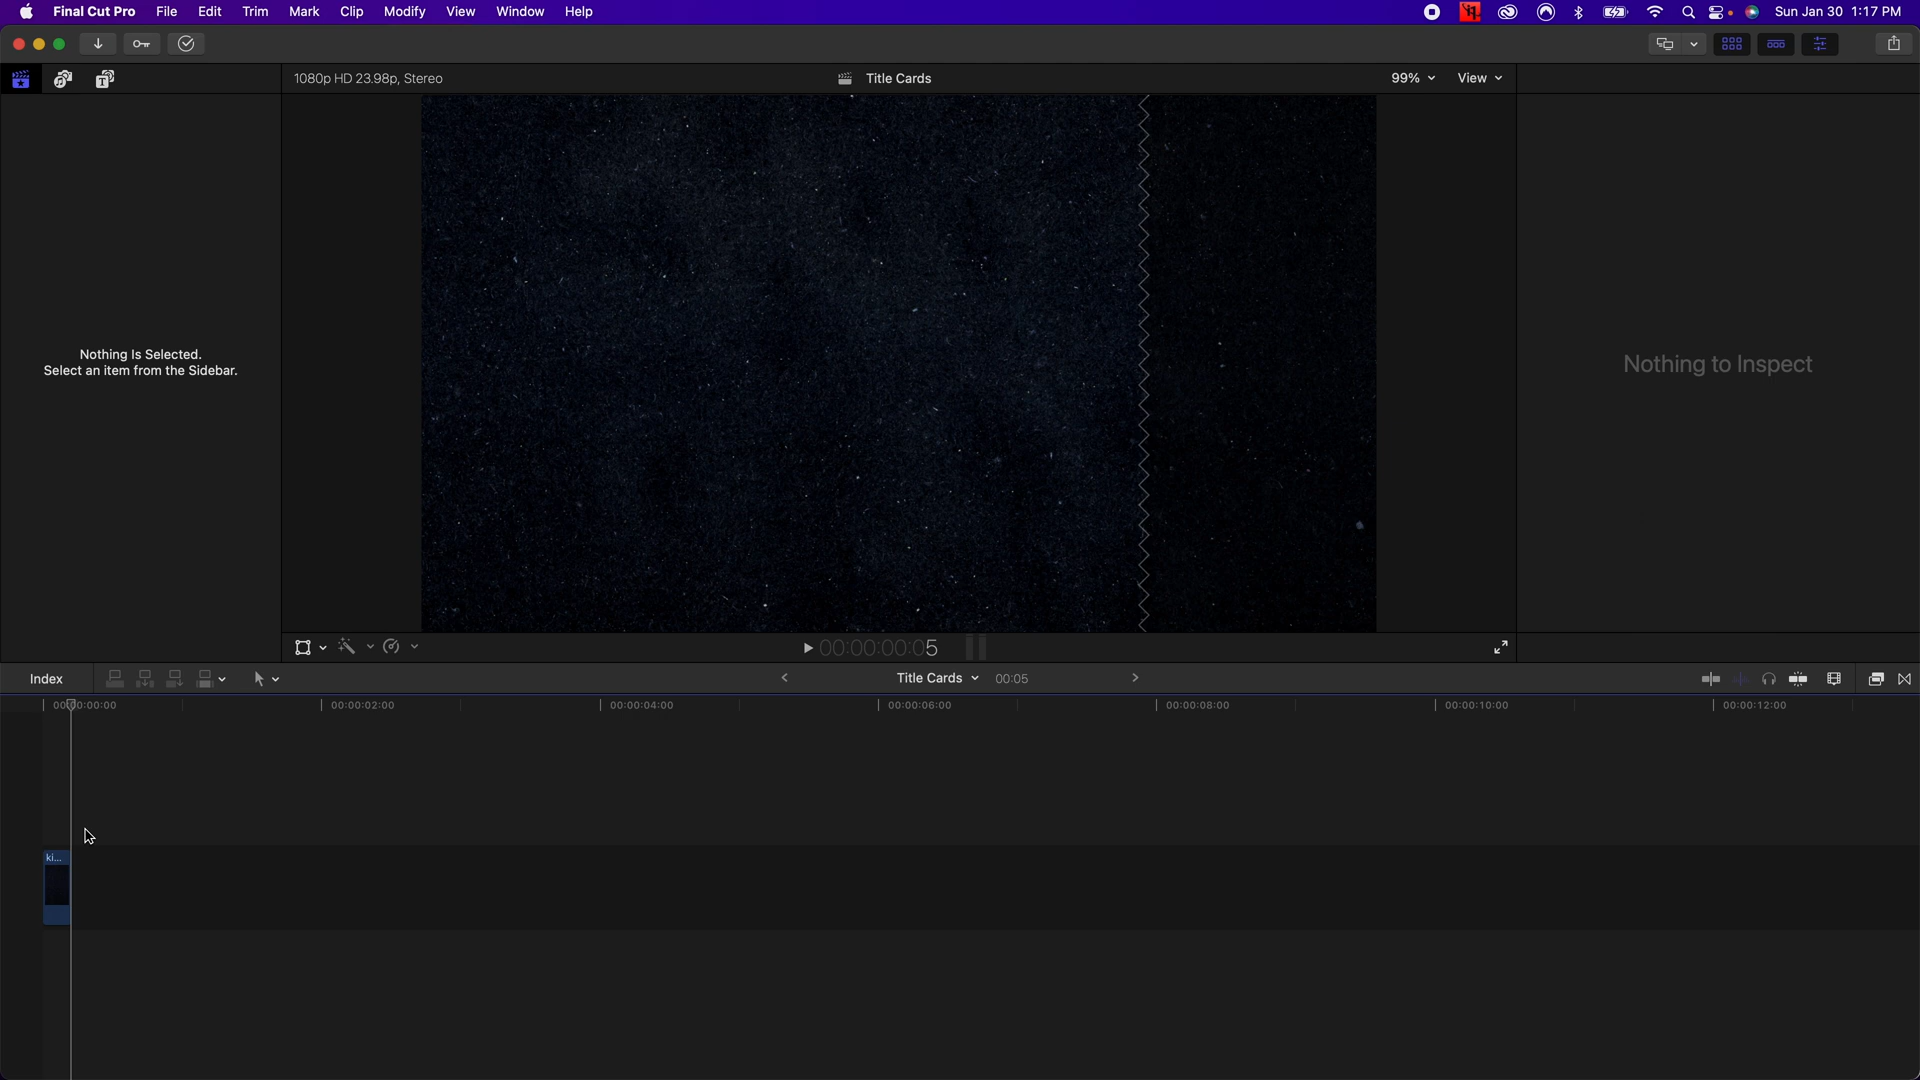 Final Cut Pro File Edit Trim Mark Clip Modify View Window Help Sun Jan 30 1:17 PM
1080p HD 23.98p, Stereo Title Cards 99% View
Nothing Is Selected.
Select an item from the Sidebar.
Nothing to Inspect
00:00:00:05
Index Title Cards 00:05
00:00:00:00 00:00:02:00 00:00:04:00 00:00:06:00 00:00:08:00 00:00:10:00 00:00:12:00
ki...